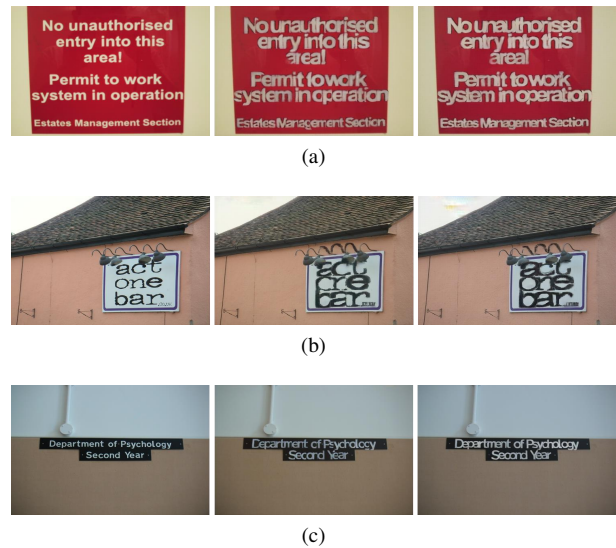 No unauthorised
entry into this
area!
Permit to work
system in operation
Estates Management Section
No unauthorised
entry into this
area!
Permit to work
system in operation
Estates Management Section
No unauthorised
entry into this
area!
Permit to work
system in operation
Estates Management Section
(a)
act
one
bar
act
bar
act
one
bar
(b)
Department of Psychology
Second Year
Department of Psychology
Second Year
Department of Psychology
Second Year
(c)